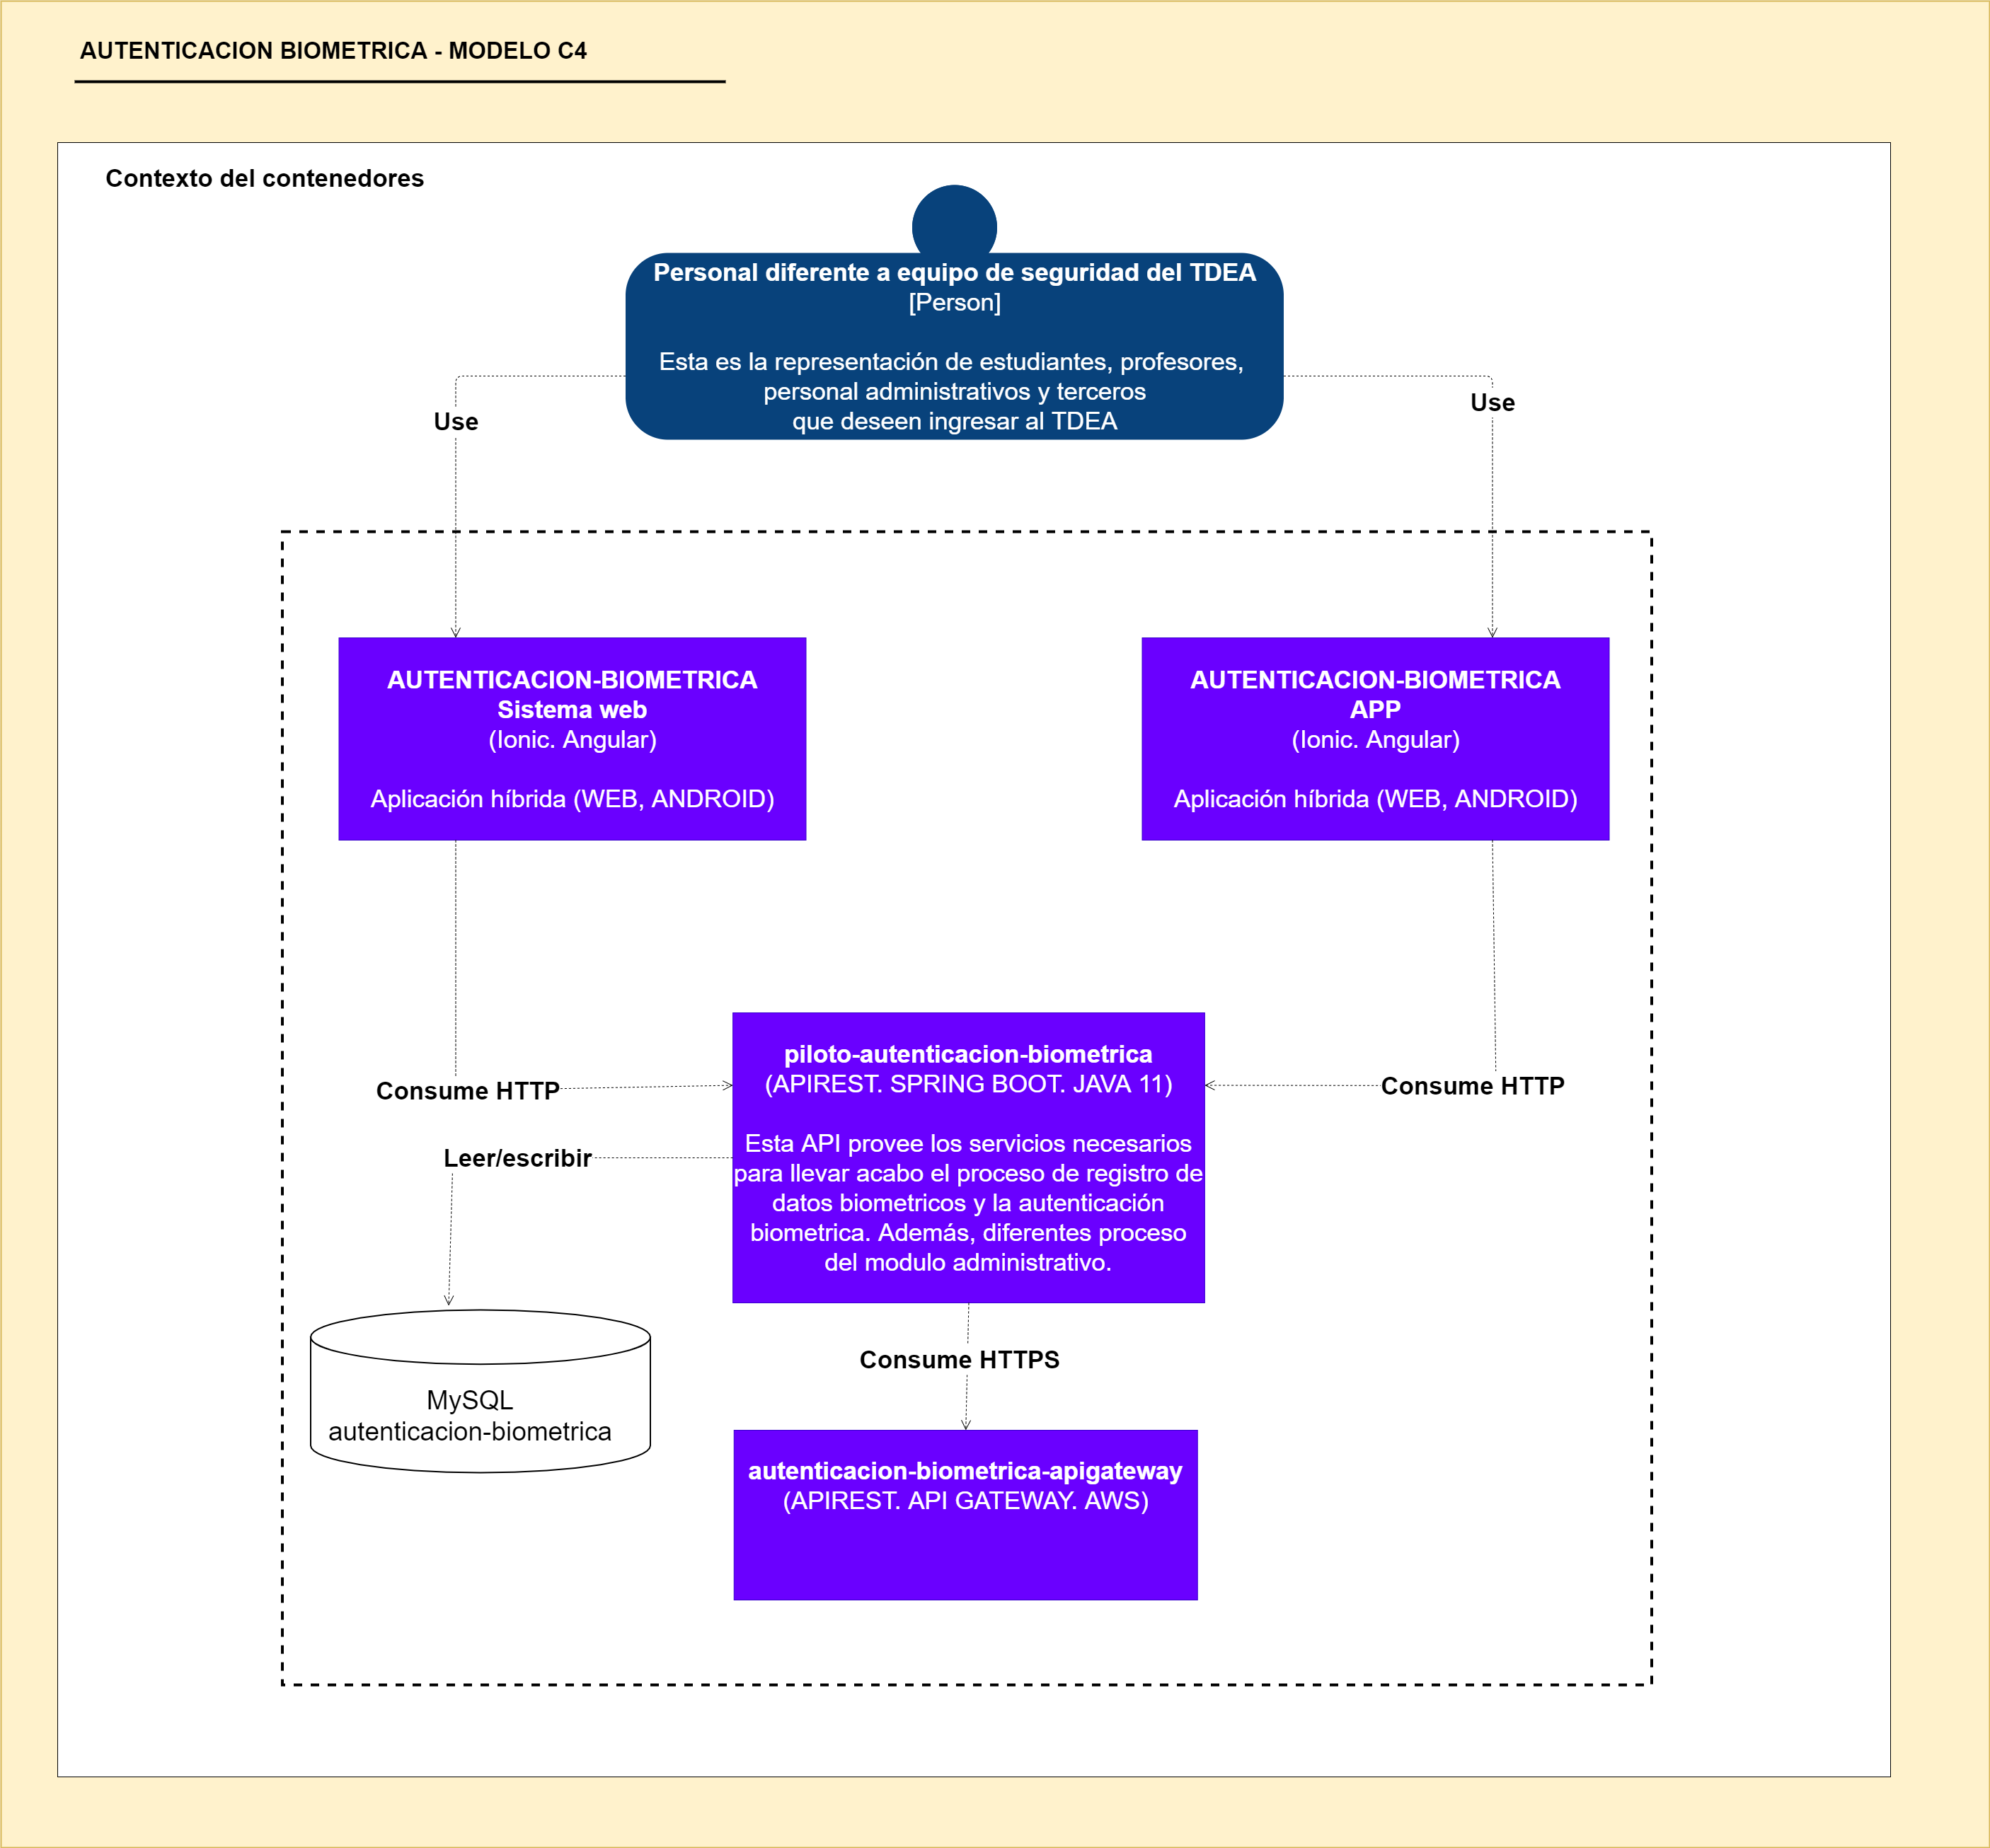 AUTENTICACION BIOMETRICA - MODELO C4
Contexto del contenedores
Personal diferente a equipo de seguridad del TDEA
[Person]
Esta es la representación de estudiantes, profesores,
personal administrativos y terceros
que deseen ingresar al TDEA
Use
Use
AUTENTICACION-BIOMETRICA
Sistema web
(Ionic. Angular)
Aplicación híbrida (WEB, ANDROID)
AUTENTICACION-BIOMETRICA
APP
(Ionic. Angular)
Aplicación híbrida (WEB, ANDROID)
Consume HTTP
piloto-autenticacion-biometrica
(APIREST. SPRING BOOT. JAVA 11)
Esta API provee los servicios necesarios
para llevar acabo el proceso de registro de
datos biometricos y la autenticación
biometrica. Además, diferentes proceso
del modulo administrativo.
Consume HTTP
Leer/escribir
MySQL
autenticacion-biometrica
Consume HTTPS
autenticacion-biometrica-apigateway
(APIREST. API GATEWAY. AWS)